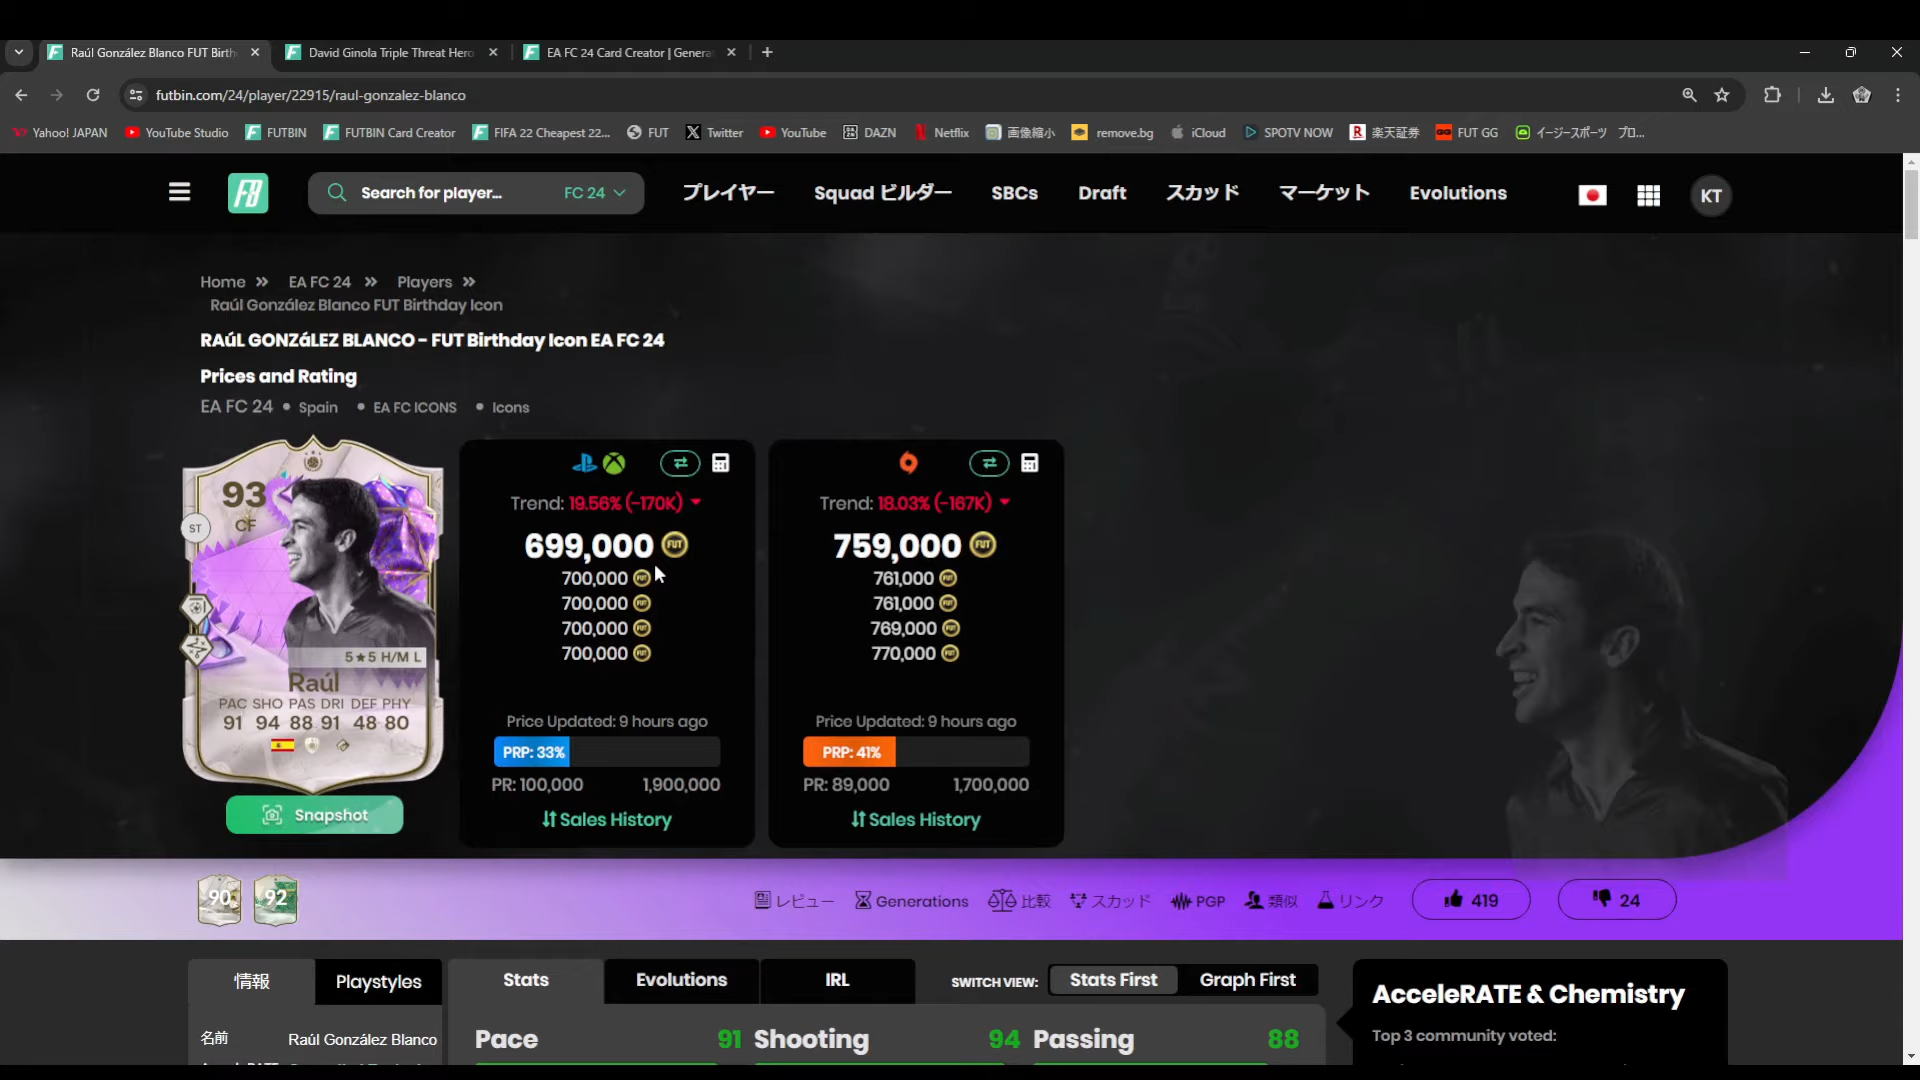 Raúl González Blanco FUT Birth
David Ginola Triple Threat Hero
EA FC 24 Card Creator | Genera
futbin.com/24/player/22915/raul-gonzalez-blanco
Yahoo! JAPAN
YouTube Studio
FUTBIN
FUTBIN Card Creator
FIFA 22 Cheapest 22...
FUT
Twitter
YouTube
DAZN
Netflix
画像縮小
remove.bg
iCloud
SPOTV NOW
楽天証券
FUT GG
イージースポーツ プロ...
Search for player...
FC 24
プレイヤー
Squad ビルダー
SBCs
Draft
スカッド
マーケット
Evolutions
KT
Home » EA FC 24 » Players »
Raúl González Blanco FUT Birthday Icon
RAúL GONZáLEZ BLANCO - FUT Birthday Icon EA FC 24
Prices and Rating
EA FC 24 • Spain • EA FC ICONS • Icons
93
CF
ST
5★5 H/M L
Raúl
PAC SHO PAS DRI DEF PHY
91 94 88 91 48 80
Snapshot
Trend: 19.56% (-170K)
699,000
700,000
700,000
700,000
700,000
Price Updated: 9 hours ago
PRP: 33%
PR: 100,000 1,900,000
Sales History
Trend: 18.03% (-167K)
759,000
761,000
761,000
769,000
770,000
Price Updated: 9 hours ago
PRP: 41%
PR: 89,000 1,700,000
Sales History
90
92
レビュー
Generations
比較
スカッド
PGP
類似
リンク
419
24
情報
Playstyles
Stats
Evolutions
IRL
SWITCH VIEW:
Stats First
Graph First
AcceleRATE & Chemistry
Top 3 community voted:
名前 Raúl González Blanco
Pace 91
Shooting 94
Passing 88